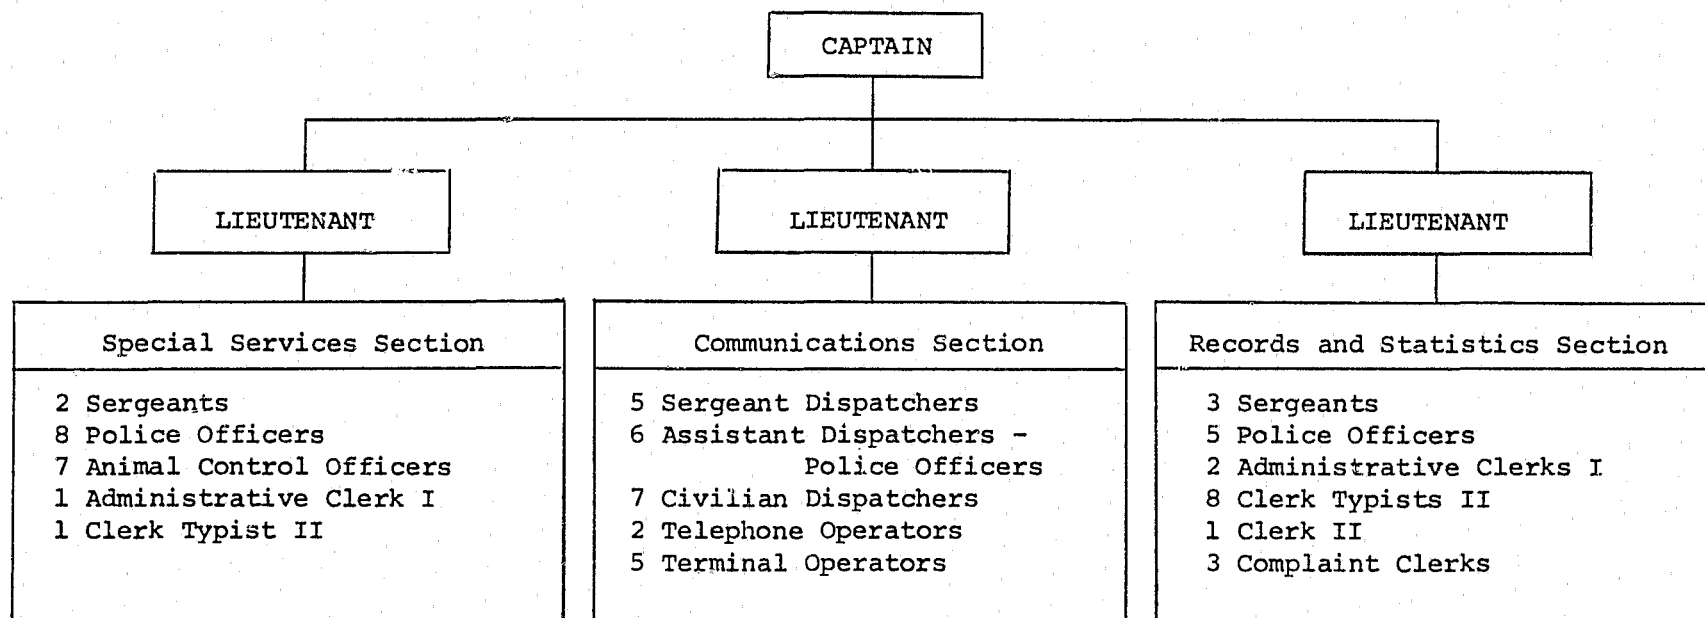 CAPTAIN
LIEUTENANT
LIEUTENANT
LIEUTENANT
Special Services Section
2 Sergeants
8 Police Officers
7 Animal Control Officers
1 Administrative Clerk I
1 Clerk Typist II
Communications Section
5 Sergeant Dispatchers
6 Assistant Dispatchers -
Police Officers
7 Civilian Dispatchers
2 Telephone Operators
5 Terminal Operators
Records and Statistics Section
3 Sergeants
5 Police Officers
2 Administrative Clerks I
8 Clerk Typists II
1 Clerk II
3 Complaint Clerks